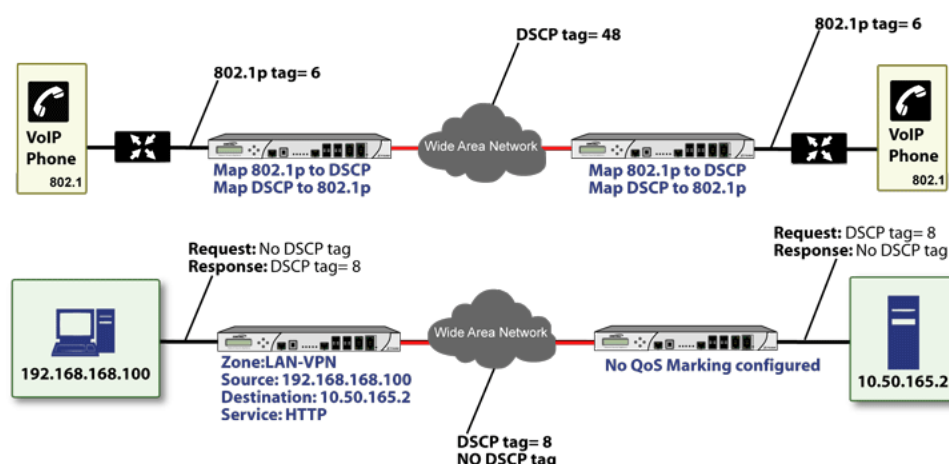 DSCP tag= 48
802.1p tag= 6
802.1p tag= 6
VoIP
Phone
802.1
Wide Area Network
VoIP
Phone
802.1
Map 802.1p to DSCP
Map DSCP to 802.1p
Map 802.1p to DSCP
Map DSCP to 802.1p
Request: No DSCP tag
Response: DSCP tag= 8
Request: DSCP tag= 8
Response: No DSCP tag
Wide Area Network
192.168.168.100
Zone:LAN-VPN
Source: 192.168.168.100
Destination: 10.50.165.2
Service: HTTP
No QoS Marking configured
10.50.165.2
DSCP tag= 8
NO DSCP tag